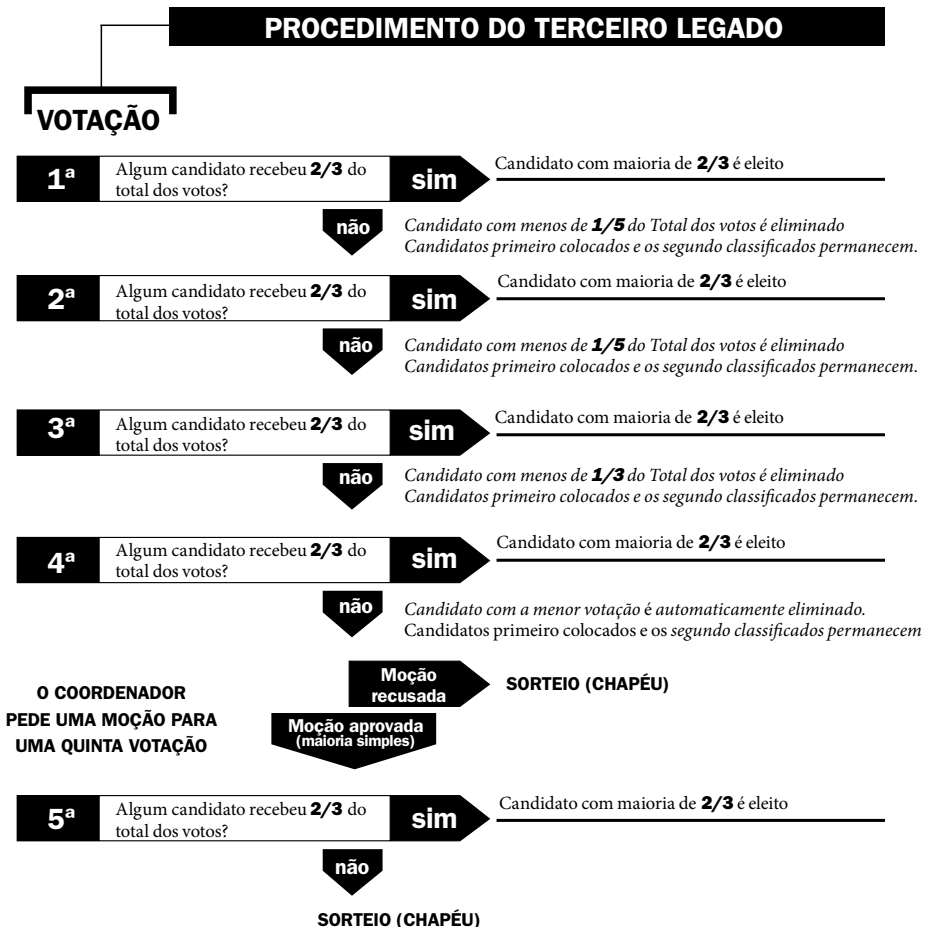 PROCEDIMENTO DO TERCEIRO LEGADO
VOTAÇÃO
1ª
Algum candidato recebeu 2/3 do
total dos votos?
sim
Candidato com maioria de 2/3 é eleito
não
Candidato com menos de 1/5 do Total dos votos é eliminado
Candidatos primeiro colocados e os segundo classificados permanecem.
2ª
Algum candidato recebeu 2/3 do
total dos votos?
sim
Candidato com maioria de 2/3 é eleito
não
Candidato com menos de 1/5 do Total dos votos é eliminado
Candidatos primeiro colocados e os segundo classificados permanecem.
3ª
Algum candidato recebeu 2/3 do
total dos votos?
sim
Candidato com maioria de 2/3 é eleito
não
Candidato com menos de 1/3 do Total dos votos é eliminado
Candidatos primeiro colocados e os segundo classificados permanecem.
4ª
Algum candidato recebeu 2/3 do
total dos votos?
sim
Candidato com maioria de 2/3 é eleito
não
Candidato com a menor votação é automaticamente eliminado.
Candidatos primeiro colocados e os segundo classificados permanecem
O COORDENADOR
PEDE UMA MOÇÃO PARA
UMA QUINTA VOTAÇÃO
Moção
recusada
SORTEIO (CHAPÉU)
Moção aprovada
(maioria simples)
5ª
Algum candidato recebeu 2/3 do
total dos votos?
sim
Candidato com maioria de 2/3 é eleito
não
SORTEIO (CHAPÉU)